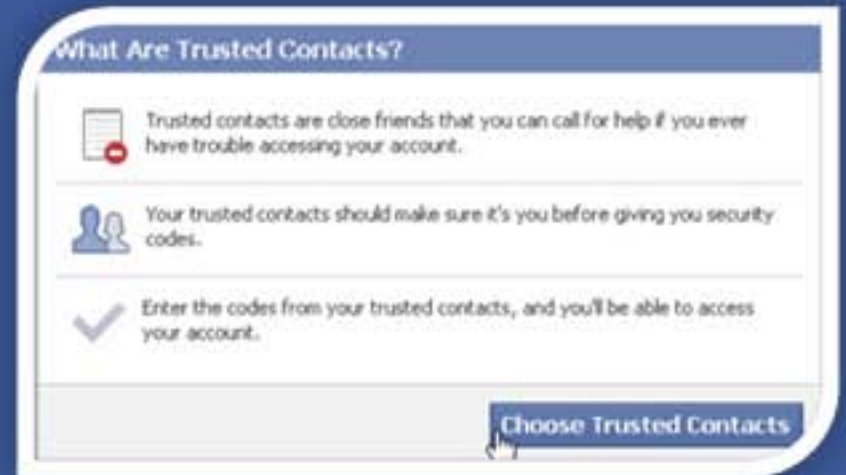 What Are Trusted Contacts?
Trusted contacts are close friends that you can call for help if you ever
have trouble accessing your account.
Your trusted contacts should make sure it's you before giving you security
codes.
Enter the codes from your trusted contacts, and you'll be able to access
your account.
Choose Trusted Contacts